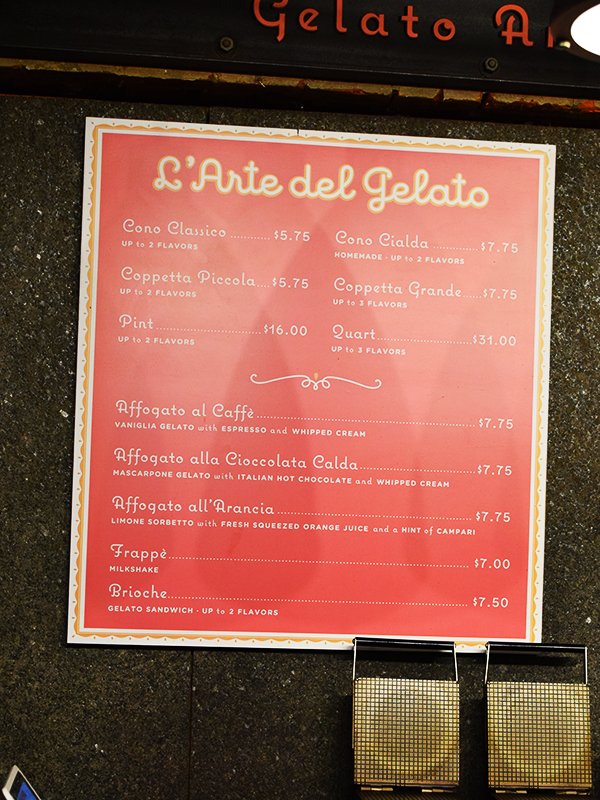 Gelato
L'Arte del Gelato
Cono Classico ........... $5.75
UP to 2 FLAVORS
Cono Cialda ........... $7.75
HOMEMADE · UP to 2 FLAVORS
Coppetta Piccola.... $5.75
UP to 2 FLAVORS
Coppetta Grande..... $7.75
UP to 3 FLAVORS
Pint........................... $16.00
UP to 2 FLAVORS
Quart........................ $31.00
UP to 3 FLAVORS
Affogato al Caffè............................................................ $7.75
VANIGLIA GELATO with ESPRESSO and WHIPPED CREAM
Affogato alla Cioccolata Calda................................ $7.75
MASCARPONE GELATO with ITALIAN HOT CHOCOLATE and WHIPPED CREAM
Affogato all'Arancia....................................................... $7.75
LIMONE SORBETTO with FRESH SQUEEZED ORANGE JUICE and a HINT of CAMPARI
Frappè............................................................................ $7.00
MILKSHAKE
Brioche............................................................................ $7.50
GELATO SANDWICH · UP to 2 FLAVORS